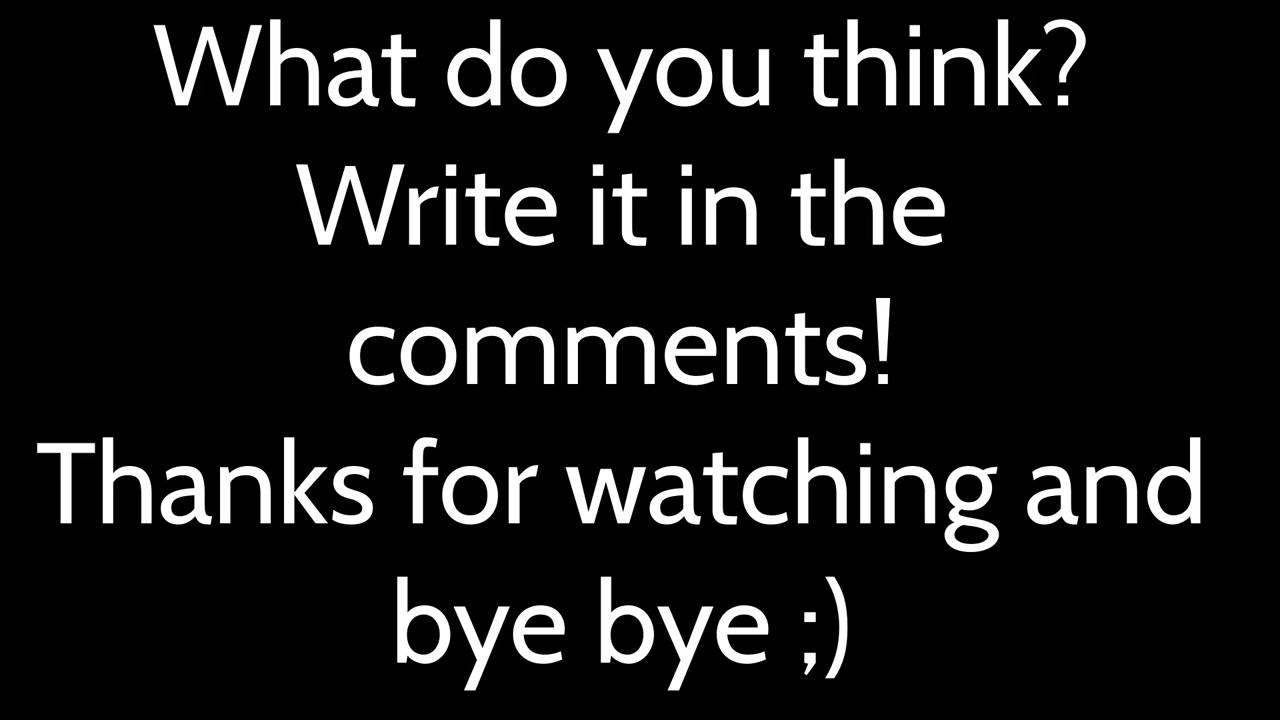 What do you think?
Write it in the
comments!
Thanks for watching and
bye bye ;)